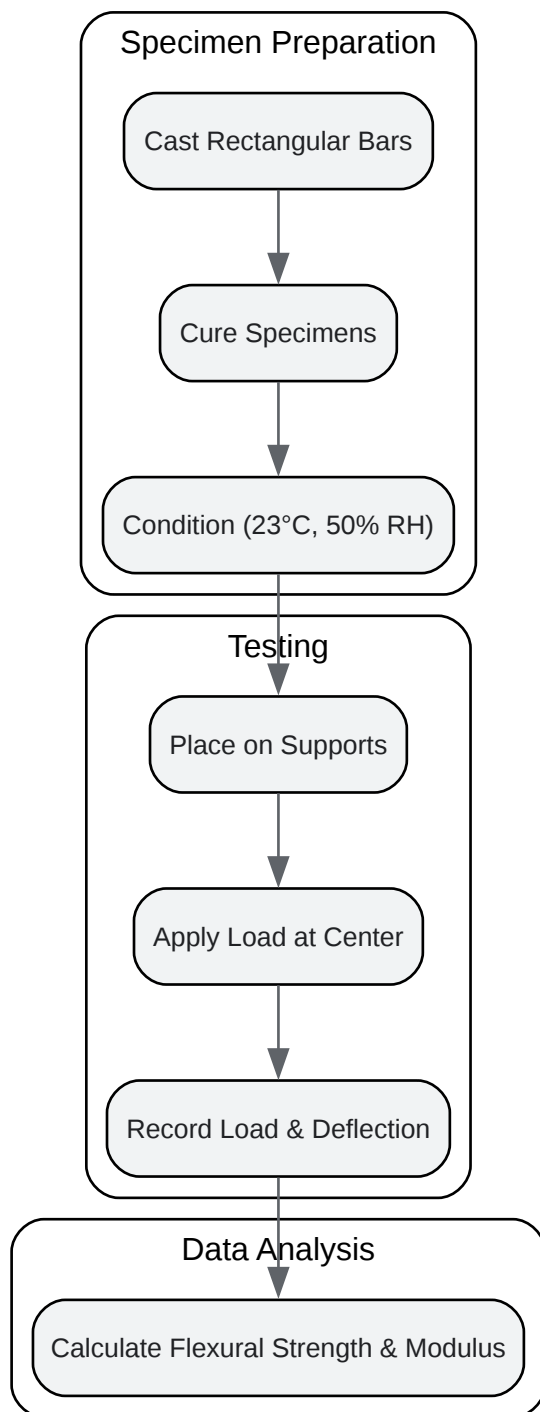 Specimen Preparation
Cast Rectangular Bars
Cure Specimens
Condition (23°C, 50% RH)
Testing
Place on Supports
Apply Load at Center
Record Load & Deflection
Data Analysis
Calculate Flexural Strength & Modulus